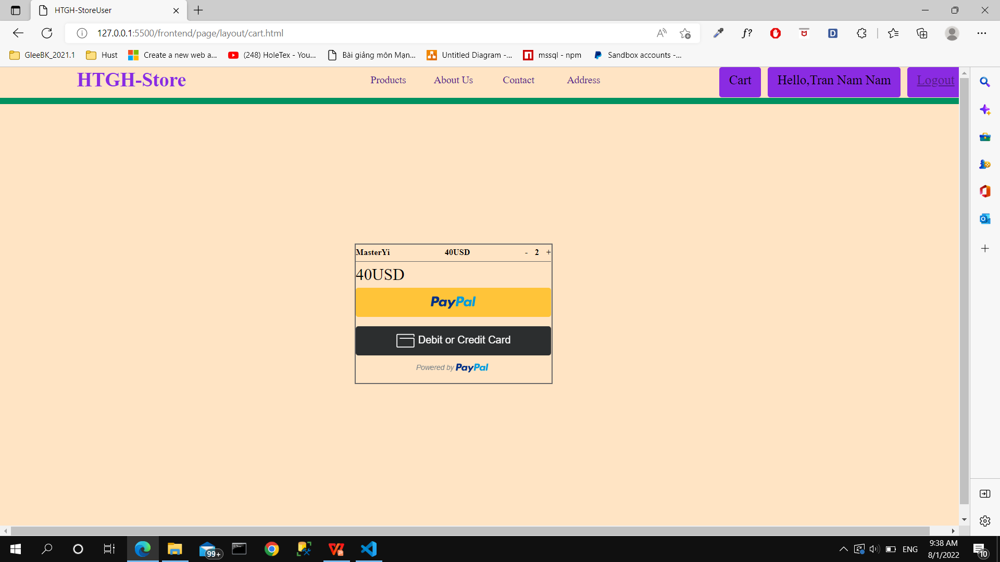 HTGH-StoreUser
127.0.0.1:5500/frontend/page/layout/cart.html
GleeBK_2021.1 Hust Create a new web a... (248) HoleTex - You... Bài giảng môn Mạn... Untitled Diagram -... mssql - npm Sandbox accounts -...
HTGH-Store Products About Us Contact Address Cart Hello,Tran Nam Nam Logout
MasterYi 40USD - 2 +
40USD
PayPal
Debit or Credit Card
Powered by PayPal
99+ ENG 9:38 AM
8/1/2022 10